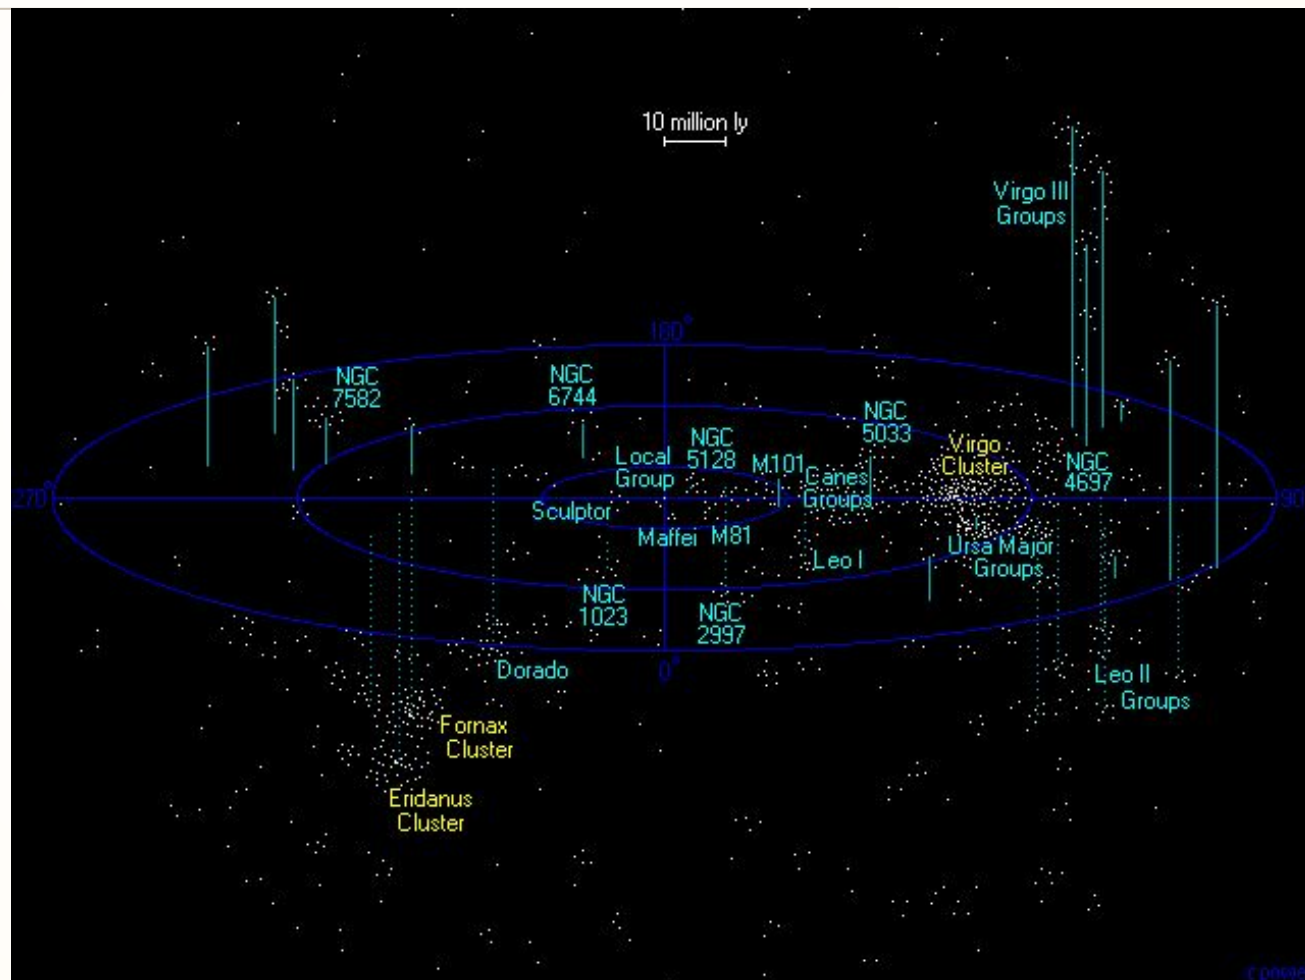 10 million ly
Virgo III
Groups
180°
NGC
7582
NGC
6744
NGC
5033
Local
Group
NGC
5128
M101
Canes
Groups
Virgo
Cluster
NGC
4697
270°
90°
Sculptor
Maffei
M81
Leo I
Ursa Major
Groups
NGC
1023
NGC
2997
0°
Dorado
Leo II
Groups
Fornax
Cluster
Eridanus
Cluster